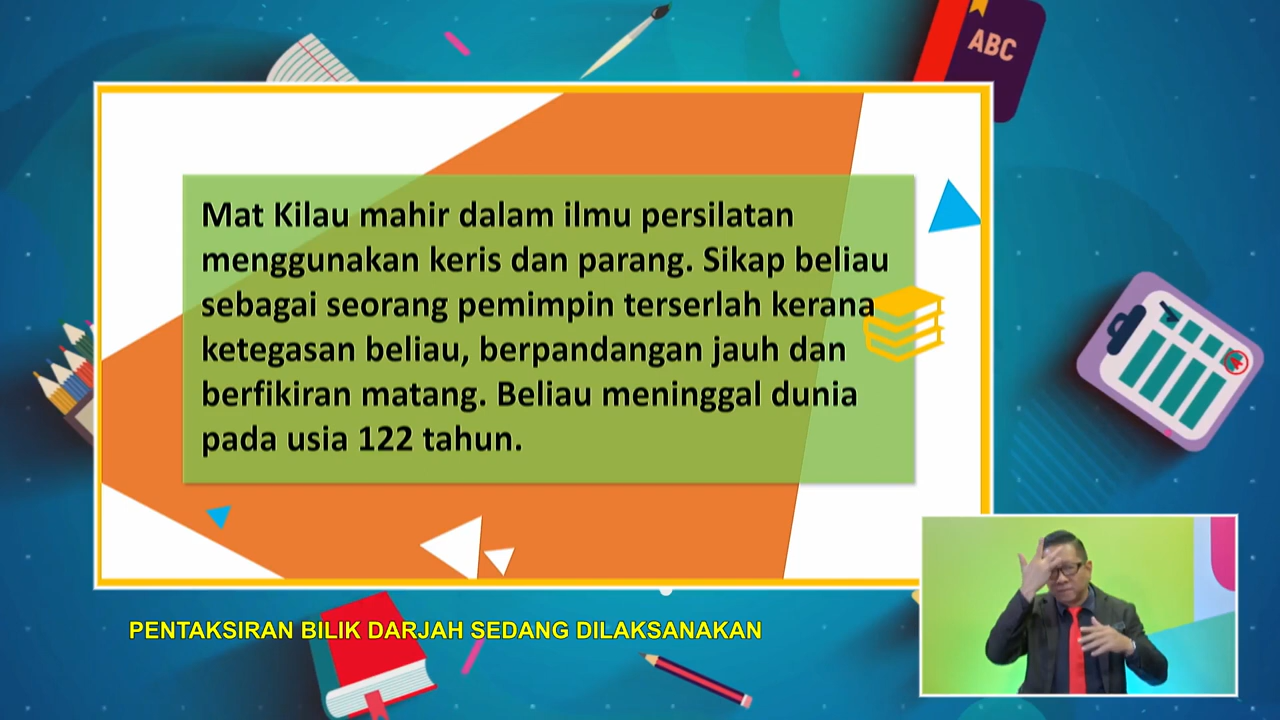 ABC
Mat Kilau mahir dalam ilmu persilatan
menggunakan keris dan parang. Sikap beliau
sebagai seorang pemimpin terserlah kerana
ketegasan beliau, berpandangan jauh dan
berfikiran matang. Beliau meninggal dunia
pada usia 122 tahun.
PENTAKSIRAN BILIK DARJAH SEDANG DILAKSANAKAN